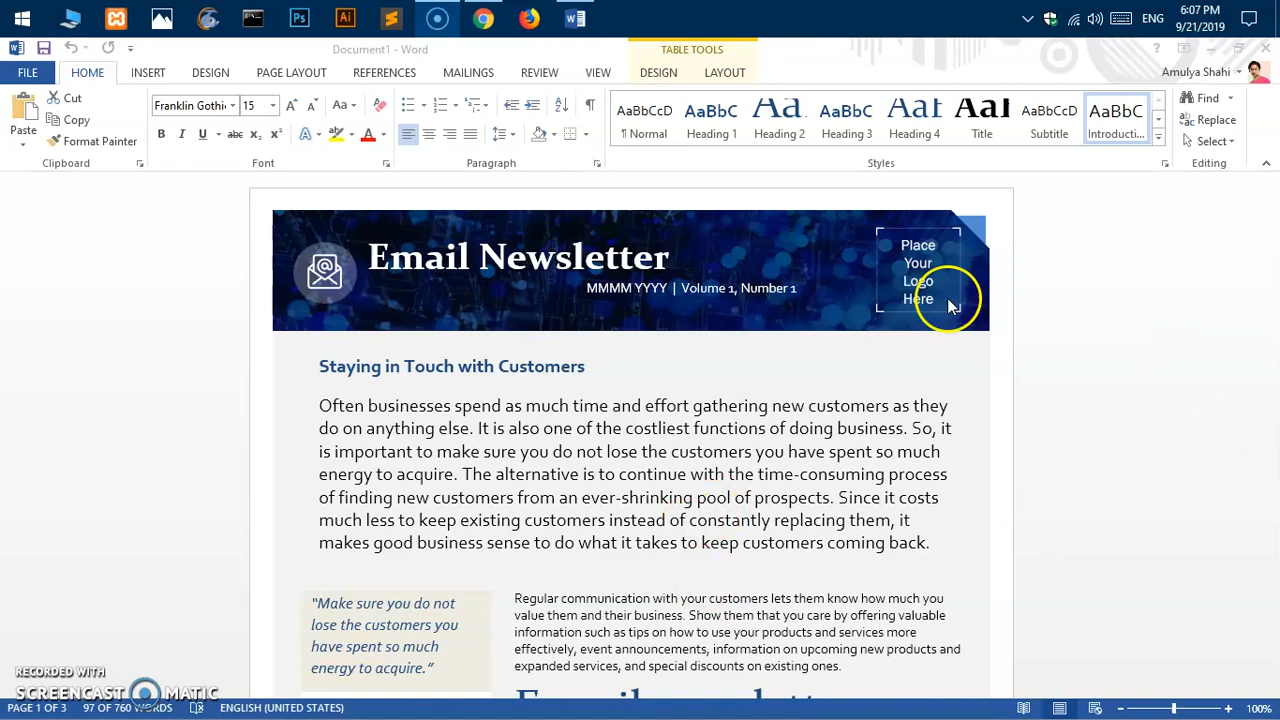 6:07 PM
ENG
9/21/2019
Document1 - Word
TABLE TOOLS
FILE
HOME
INSERT
DESIGN
PAGE LAYOUT
REFERENCES
MAILINGS
REVIEW
VIEW
DESIGN
LAYOUT
Amulya Shahi
Paste
Cut
Copy
Format Painter
Clipboard
Franklin Gothi
15
Font
Paragraph
AaBbCcD
¶ Normal
AaBbC
Heading 1
Heading 2
AaBbC
Heading 3
AaBb
Heading 4
Title
AaBbCcD
Subtitle
AaBbC
Introducti...
Styles
Find
Replace
Select
Editing
Email Newsletter
MMMM YYYY | Volume 1, Number 1
Place
Your
Logo
Here
Staying in Touch with Customers
Often businesses spend as much time and effort gathering new customers as they
do on anything else. It is also one of the costliest functions of doing business. So, it
is important to make sure you do not lose the customers you have spent so much
energy to acquire. The alternative is to continue with the time-consuming process
of finding new customers from an ever-shrinking pool of prospects. Since it costs
much less to keep existing customers instead of constantly replacing them, it
makes good business sense to do what it takes to keep customers coming back.
“Make sure you do not
lose the customers you
have spent so much
energy to acquire.”
Regular communication with your customers lets them know how much you
value them and their business. Show them that you care by offering valuable
information such as tips on how to use your products and services more
effectively, event announcements, information on upcoming new products and
expanded services, and special discounts on existing ones.
RECORDED WITH
SCREENCAST MATIC
PAGE 1 OF 3
97 OF 760 WORDS
ENGLISH (UNITED STATES)
100%